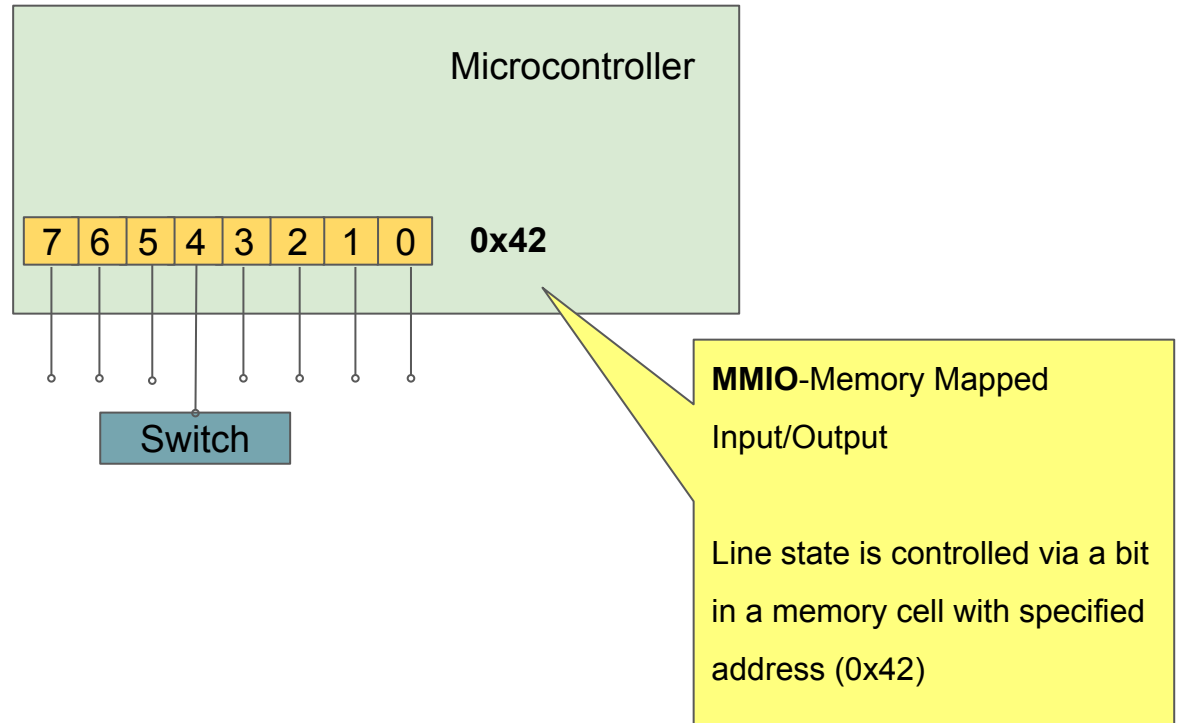 Microcontroller
7 6 5 4 3 2 1 0 0x42
Switch
MMIO-Memory Mapped
Input/Output
Line state is controlled via a bit
in a memory cell with specified
address (0x42)